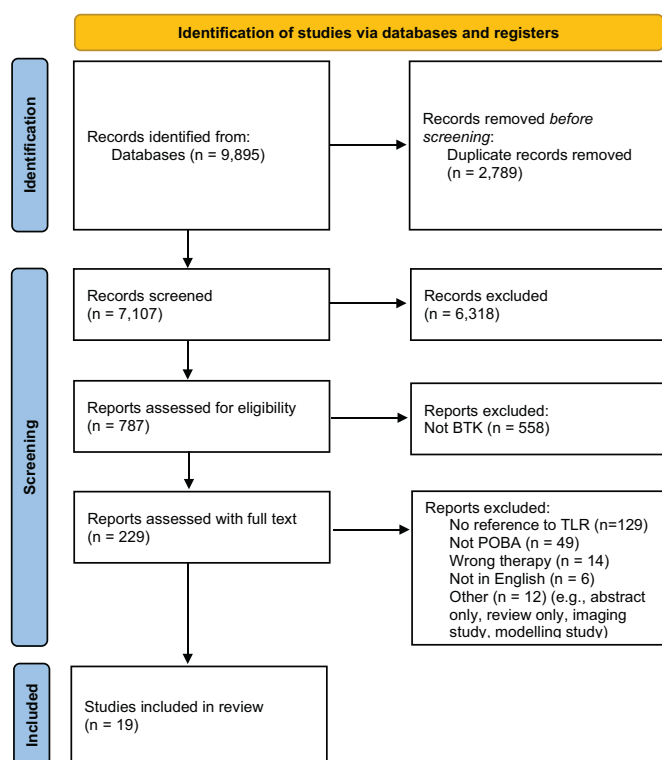 Identification of studies via databases and registers
Identification
Records identified from:
Databases (n = 9,895)
Records removed before
screening:
Duplicate records removed
(n = 2,789)
Screening
Records screened
(n = 7,107)
Records excluded
(n = 6,318)
Reports assessed for eligibility
(n = 787)
Reports excluded:
Not BTK (n = 558)
Reports assessed with full text
(n = 229)
Reports excluded:
No reference to TLR (n=129)
Not POBA (n = 49)
Wrong therapy (n = 14)
Not in English (n = 6)
Other (n = 12) (e.g., abstract
only, review only, imaging
study, modelling study)
Included
Studies included in review
(n = 19)